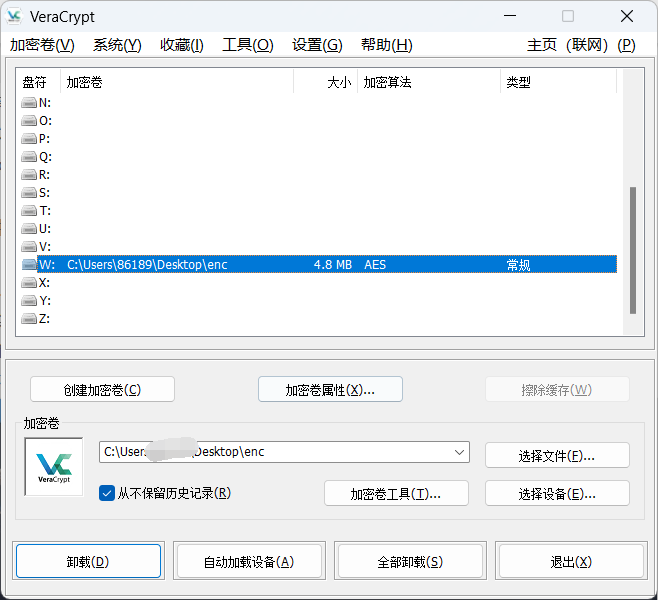 VeraCrypt
加密卷(V) 系统(Y) 收藏(I) 工具(O) 设置(G) 帮助(H) 主页 (联网) (P)
盘符 加密卷 大小 加密算法 类型
N:
O:
P:
Q:
R:
S:
T:
U:
V:
W: C:\Users\86189\Desktop\enc 4.8 MB AES 常规
X:
Y:
Z:
创建加密卷(C) 加密卷属性(X)... 擦除缓存(W)
加密卷
C:\Users Desktop\enc 选择文件(F)...
VeraCrypt
从不保留历史记录(R) 加密卷工具(T)... 选择设备(E)...
卸载(D) 自动加载设备(A) 全部卸载(S) 退出(X)